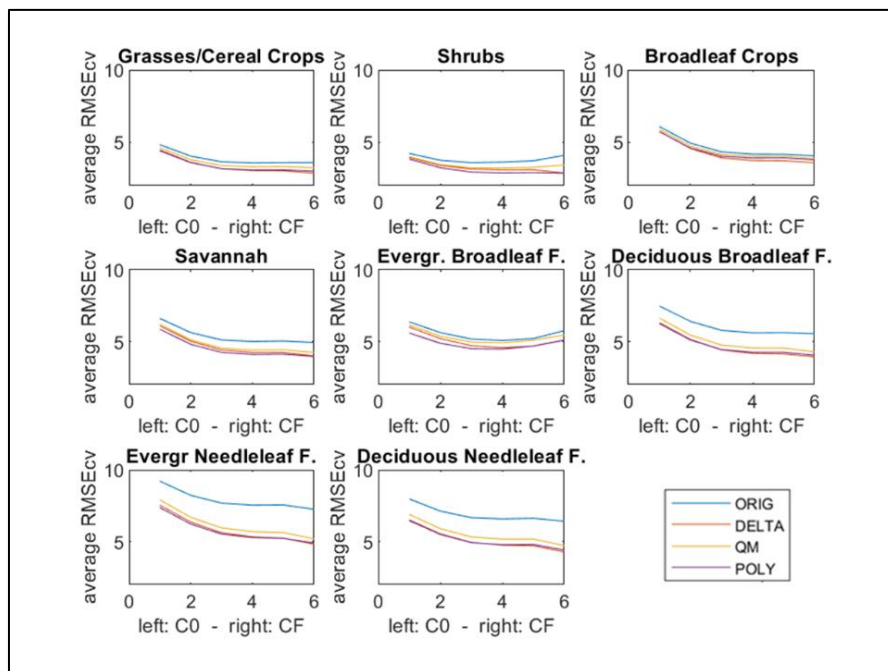 Grasses/Cereal Crops
10
5
average RMSEcv
0 2 4 6
left: C0 - right: CF
Shrubs
10
5
average RMSEcv
0 2 4 6
left: C0 - right: CF
Broadleaf Crops
10
5
average RMSEcv
0 2 4 6
left: C0 - right: CF
Savannah
10
5
average RMSEcv
0 2 4 6
left: C0 - right: CF
Evergr. Broadleaf F.
10
5
average RMSEcv
0 2 4 6
left: C0 - right: CF
Deciduous Broadleaf F.
10
5
average RMSEcv
0 2 4 6
left: C0 - right: CF
Evergr Needleleaf F.
10
5
average RMSEcv
0 2 4 6
left: C0 - right: CF
Deciduous Needleleaf F.
10
5
average RMSEcv
0 2 4 6
left: C0 - right: CF
ORIG
DELTA
QM
POLY